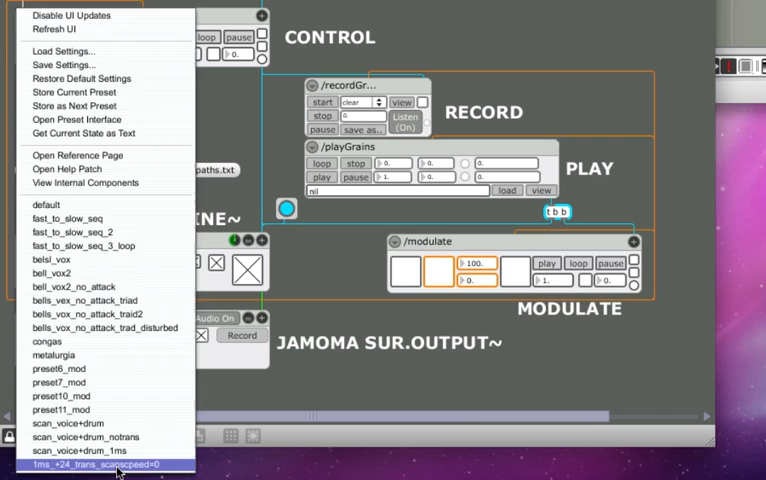 Disable UI Updates
Refresh UI
Load Settings...
Save Settings...
Restore Default Settings
Store Current Preset
Store as Next Preset
Open Preset Interface
Get Current State as Text
Open Reference Page
Open Help Patch
View Internal Components
default
fast_to_slow_seq
fast_to_slow_seq_2
fast_to_slow_seq_3_loop
belsl_vox
bell_vox2
bell_vox2_no_attack
bells_vex_no_attack_triad
bells_vox_no_attack_traid2
bells_vox_no_attack_trad_disturbed
congas
metalurgia
preset6_mod
preset7_mod
preset10_mod
preset11_mod
scan_voice+drum
scan_voice+drum_notrans
scan_voice+drum_1ms
1ms_+24_trans_scanscpeed=0
loop pause
0.
CONTROL
/recordGr...
start clear view
stop 0. Listen
(On)
pause save as..
RECORD
/playGrains
loop stop 0. 0. 0.
play pause 1. 0. 0.
nil load view
PLAY
paths.txt
t b b
INE~
/modulate
100. play loop pause
0. 1. 0.
MODULATE
Audio On
Record
JAMOMA SUR.OUTPUT~